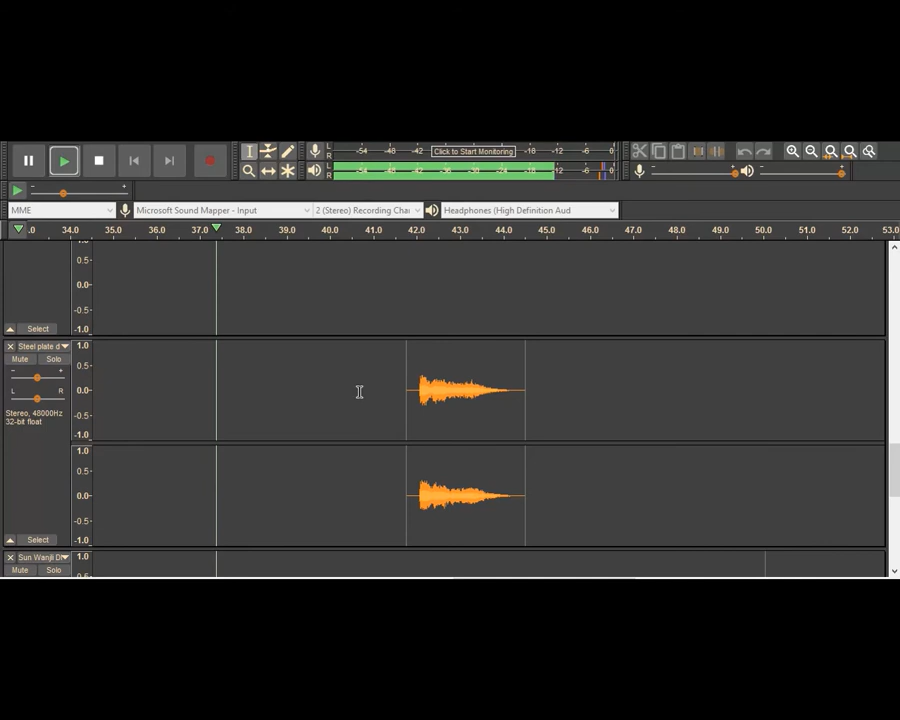 L
R
-54 -48 -42 Click to Start Monitoring -18 -12 -6 0
L
R
-54 -48 -42 -36 -30 -24 -18 -12 -6 0
- +
MME
Microsoft Sound Mapper - Input
2 (Stereo) Recording Chai
Headphones (High Definition Aud
.0 34.0 35.0 36.0 37.0 38.0 39.0 40.0 41.0 42.0 43.0 44.0 45.0 46.0 47.0 48.0 49.0 50.0 51.0 52.0 53.0
0.5
0.0
-0.5
-1.0
Select
Steel plate d
Mute Solo
- +
L R
Stereo, 48000Hz
32-bit float
1.0
0.5
0.0
-0.5
-1.0
1.0
0.5
0.0
-0.5
-1.0
Select
Sun Wanji D
Mute Solo
1.0